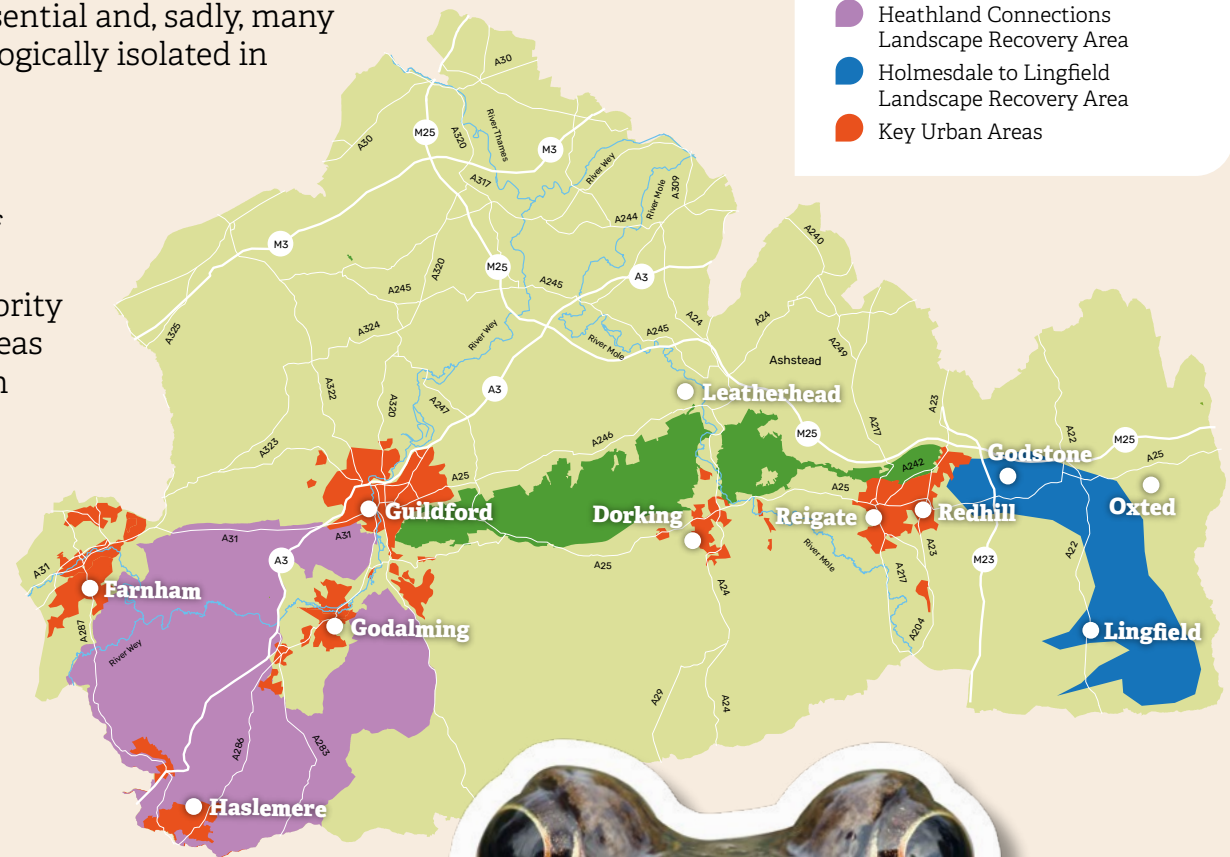 sential and, sadly, many
ogically isolated in
ority
eas
Heathland Connections
Landscape Recovery Area
Holmesdale to Lingfield
Landscape Recovery Area
Key Urban Areas
A30
M25
A320
River Thames
A30
M3
River Wey
A317
River Mole
A309
A244
A240
M3
M25
A320
A245
A3
A245
A325
A324
River Wey
A24
A24
A245
River Mole
A249
Ashstead
A322
A320
A247
A3
Leatherhead
A23
A217
M25
A22
M25
A323
A246
A25
A242
Godstone
A25
A25
Oxted
Guildford
Dorking
Reigate
Redhill
A31
A31
A3
A25
River Mole
A23
A22
M23
A31
Farnham
A24
A217
A204
A287
River Wey
Godalming
Lingfield
A29
A24
A286
A283
Haslemere